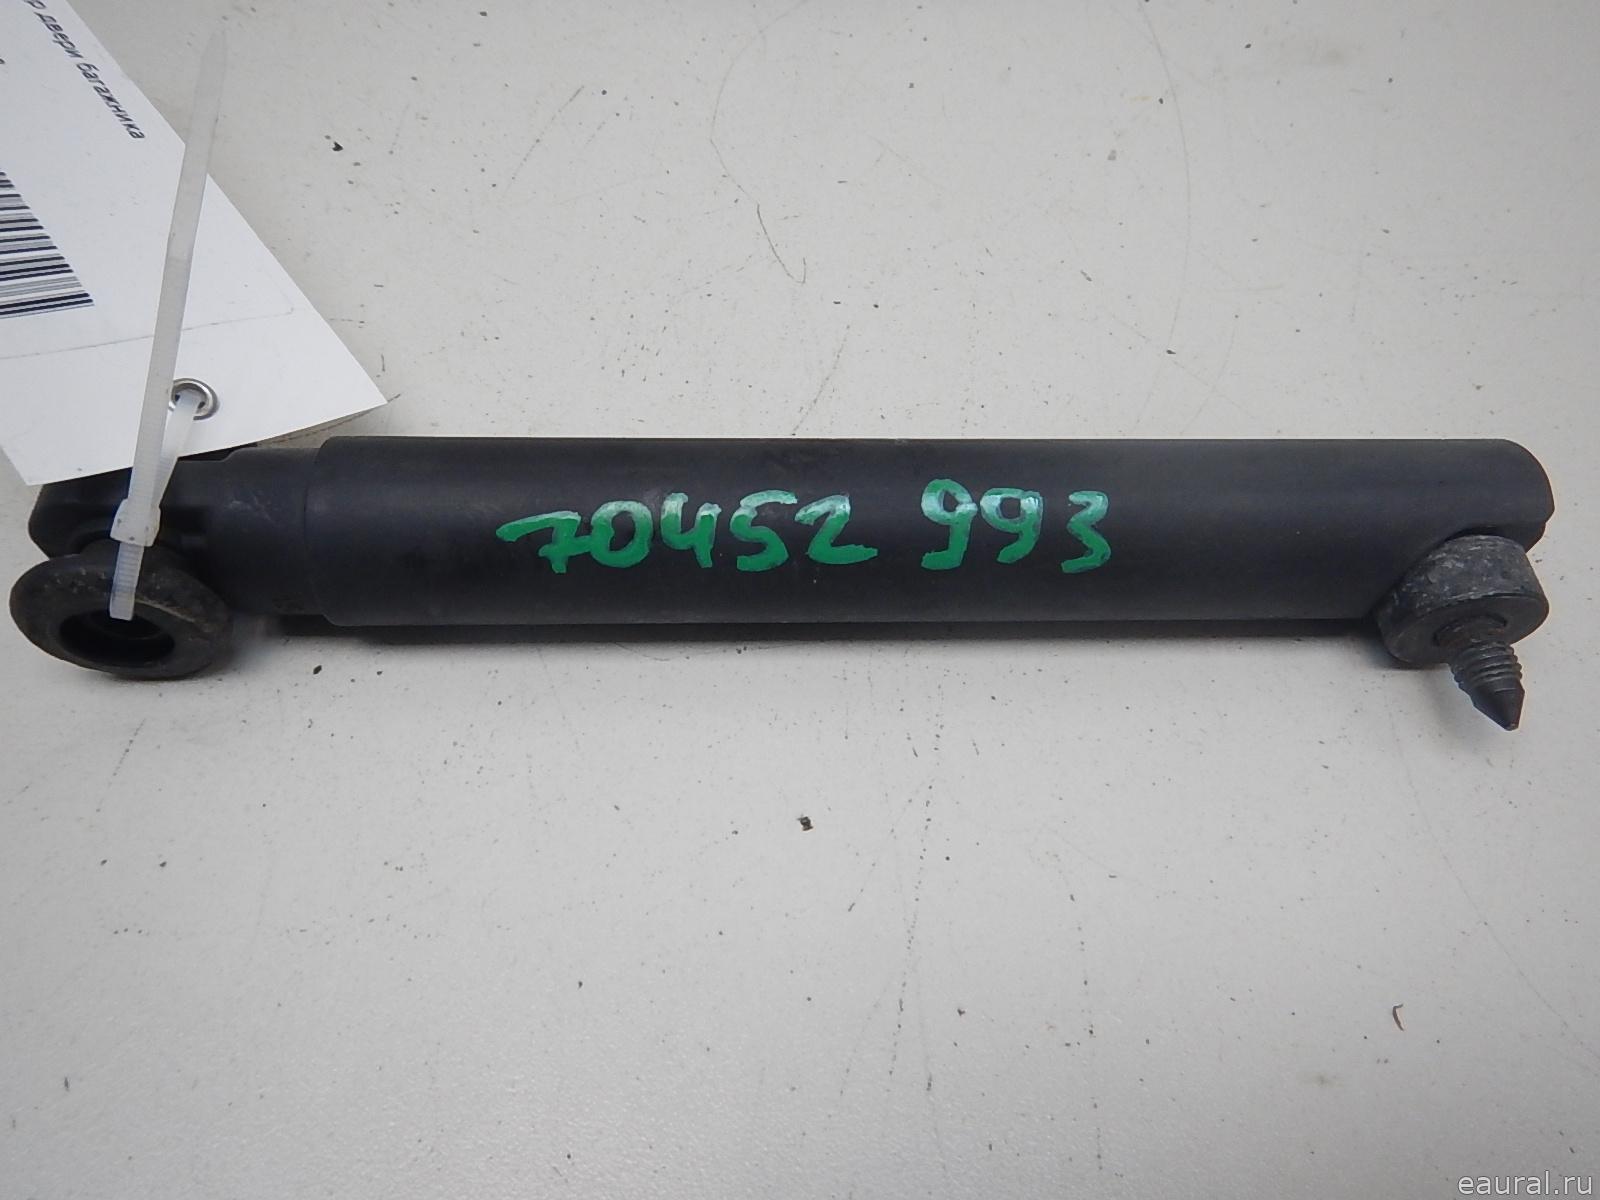 двери багажника
70452 993
eaural.ru